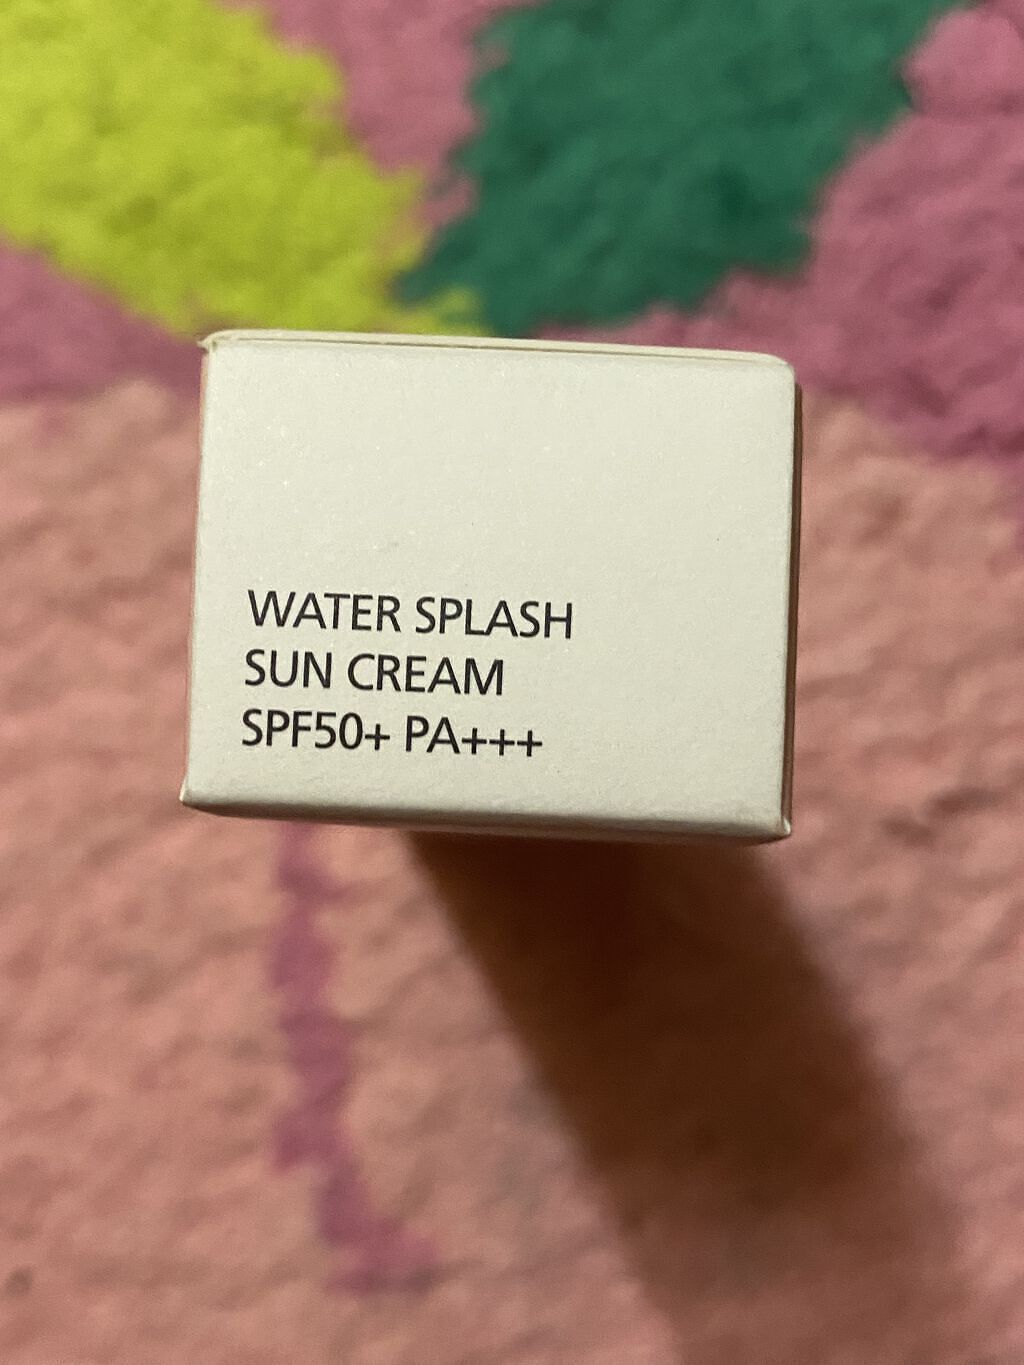 WATER SPLASH
SUN CREAM
SPF50+ PA+++